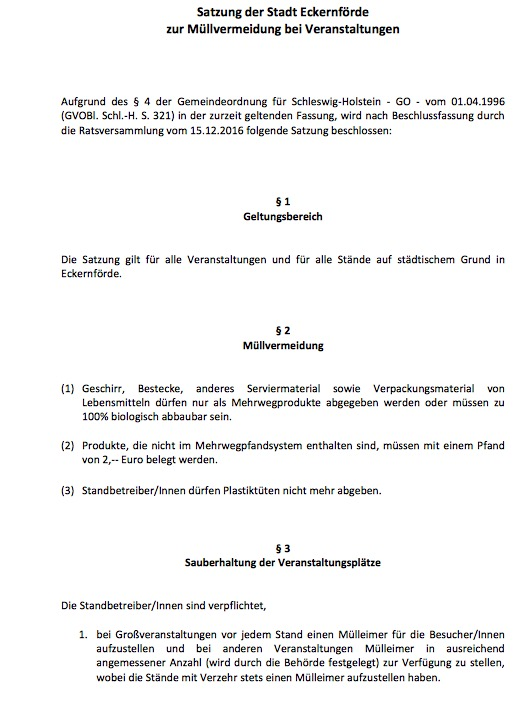 Satzung der Stadt Eckernförde
zur Müllvermeidung bei Veranstaltungen
Aufgrund des § 4 der Gemeindeordnung für Schleswig-Holstein - GO - vom 01.04.1996
(GVOBl. Schl.-H. S. 321) in der zurzeit geltenden Fassung, wird nach Beschlussfassung durch
die Ratsversammlung vom 15.12.2016 folgende Satzung beschlossen:
§ 1
Geltungsbereich
Die Satzung gilt für alle Veranstaltungen und für alle Stände auf städtischem Grund in
Eckernförde.
§ 2
Müllvermeidung
(1) Geschirr, Bestecke, anderes Serviermaterial sowie Verpackungsmaterial von
Lebensmitteln dürfen nur als Mehrwegprodukte abgegeben werden oder müssen zu
100% biologisch abbaubar sein.
(2) Produkte, die nicht im Mehrwegpfandsystem enthalten sind, müssen mit einem Pfand
von 2,-- Euro belegt werden.
(3) Standbetreiber/Innen dürfen Plastiktüten nicht mehr abgeben.
§ 3
Sauberhaltung der Veranstaltungsplätze
Die Standbetreiber/Innen sind verpflichtet,
1. bei Großveranstaltungen vor jedem Stand einen Mülleimer für die Besucher/Innen
aufzustellen und bei anderen Veranstaltungen Mülleimer in ausreichend
angemessener Anzahl (wird durch die Behörde festgelegt) zur Verfügung zu stellen,
wobei die Stände mit Verzehr stets einen Mülleimer aufzustellen haben.